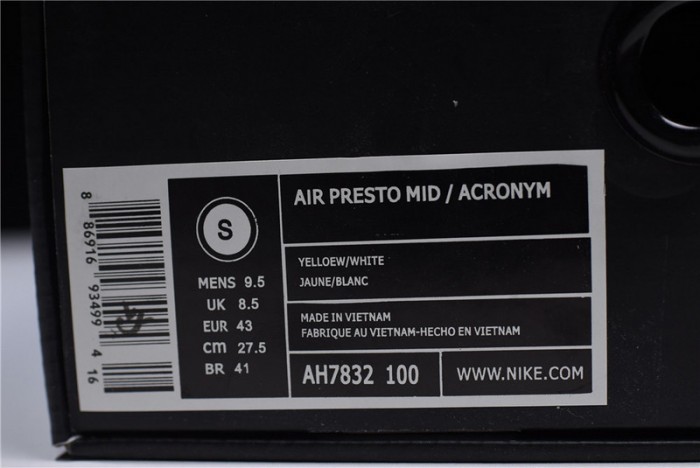 8 86916 93499 4 16
S
MENS 9.5
UK 8.5
EUR 43
cm 27.5
BR 41
AIR PRESTO MID / ACRONYM
YELLOEW/WHITE
JAUNE/BLANC
MADE IN VIETNAM
FABRIQUE AU VIETNAM-HECHO EN VIETNAM
AH7832 100
WWW.NIKE.COM